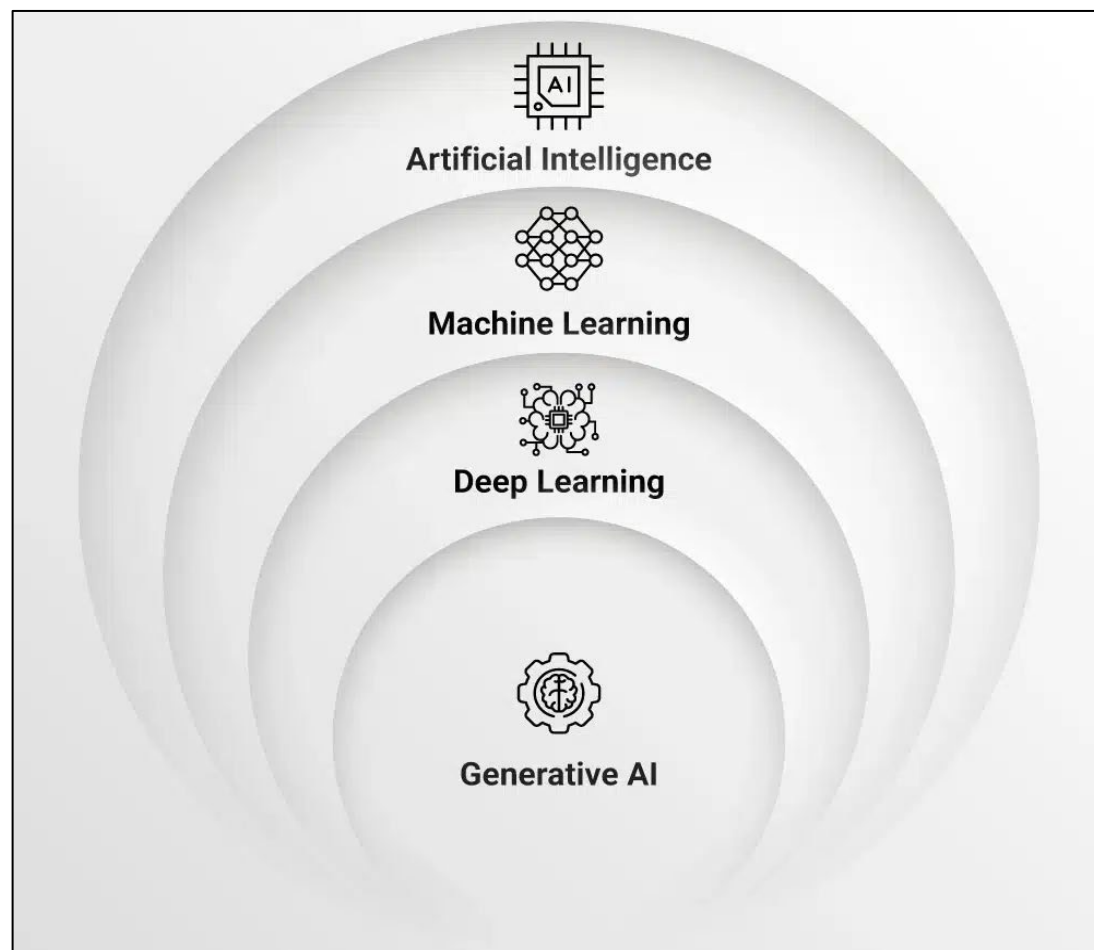 AI
Artificial Intelligence
Machine Learning
Deep Learning
Generative AI